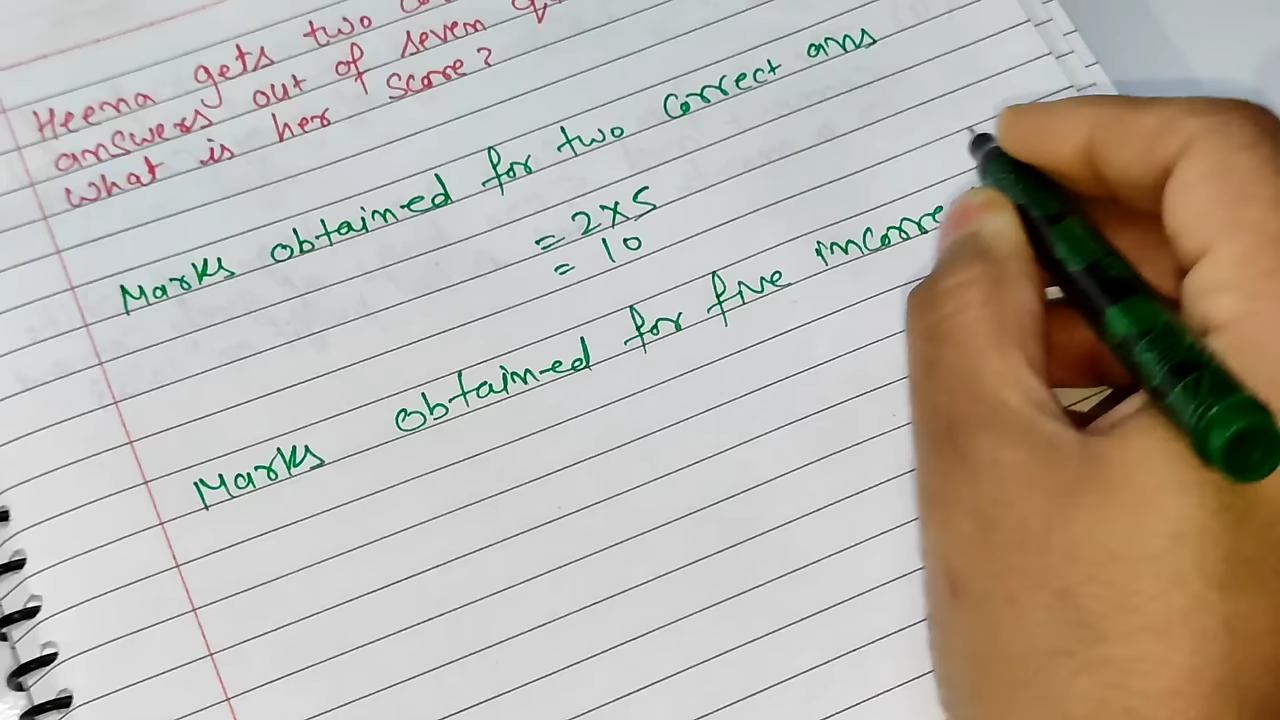 Heena gets two
answers out of seven
What is her score?
Marks obtained for two correct ans
= 2×5
= 10
Marks obtained for five incorre